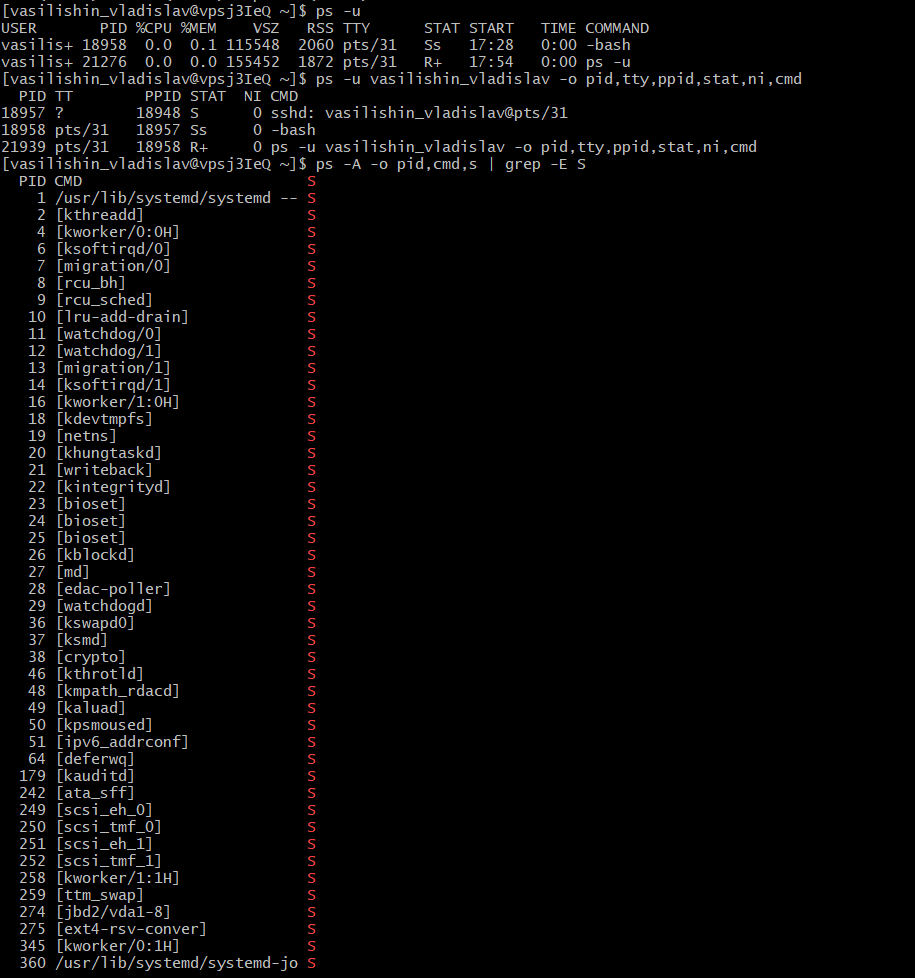 [vasilishin_vladislav@vpsj3IeQ ~]$ ps -u
USER       PID %CPU %MEM    VSZ   RSS TTY      STAT START   TIME COMMAND
vasilis+ 18958  0.0  0.1 115548  2060 pts/31   Ss   17:28   0:00 -bash
vasilis+ 21276  0.0  0.0 155452  1872 pts/31   R+   17:54   0:00 ps -u
[vasilishin_vladislav@vpsj3IeQ ~]$ ps -u vasilishin_vladislav -o pid,tty,ppid,stat,ni,cmd
  PID TT        PPID STAT  NI CMD
18957 ?        18948 S      0 sshd: vasilishin_vladislav@pts/31
18958 pts/31   18957 Ss     0 -bash
21939 pts/31   18958 R+     0 ps -u vasilishin_vladislav -o pid,tty,ppid,stat,ni,cmd
[vasilishin_vladislav@vpsj3IeQ ~]$ ps -A -o pid,cmd,s | grep -E S
  PID CMD                         S
    1 /usr/lib/systemd/systemd -- S
    2 [kthreadd]                  S
    4 [kworker/0:0H]              S
    6 [ksoftirqd/0]               S
    7 [migration/0]               S
    8 [rcu_bh]                    S
    9 [rcu_sched]                 S
   10 [lru-add-drain]             S
   11 [watchdog/0]                S
   12 [watchdog/1]                S
   13 [migration/1]               S
   14 [ksoftirqd/1]               S
   16 [kworker/1:0H]              S
   18 [kdevtmpfs]                 S
   19 [netns]                     S
   20 [khungtaskd]                S
   21 [writeback]                 S
   22 [kintegrityd]               S
   23 [bioset]                    S
   24 [bioset]                    S
   25 [bioset]                    S
   26 [kblockd]                   S
   27 [md]                        S
   28 [edac-poller]               S
   29 [watchdogd]                 S
   36 [kswapd0]                   S
   37 [ksmd]                      S
   38 [crypto]                    S
   46 [kthrotld]                  S
   48 [kmpath_rdacd]              S
   49 [kaluad]                    S
   50 [kpsmoused]                 S
   51 [ipv6_addrconf]             S
   64 [deferwq]                   S
  179 [kauditd]                   S
  242 [ata_sff]                   S
  249 [scsi_eh_0]                 S
  250 [scsi_tmf_0]                S
  251 [scsi_eh_1]                 S
  252 [scsi_tmf_1]                S
  258 [kworker/1:1H]              S
  259 [ttm_swap]                  S
  274 [jbd2/vda1-8]               S
  275 [ext4-rsv-conver]           S
  345 [kworker/0:1H]              S
  360 /usr/lib/systemd/systemd-jo S